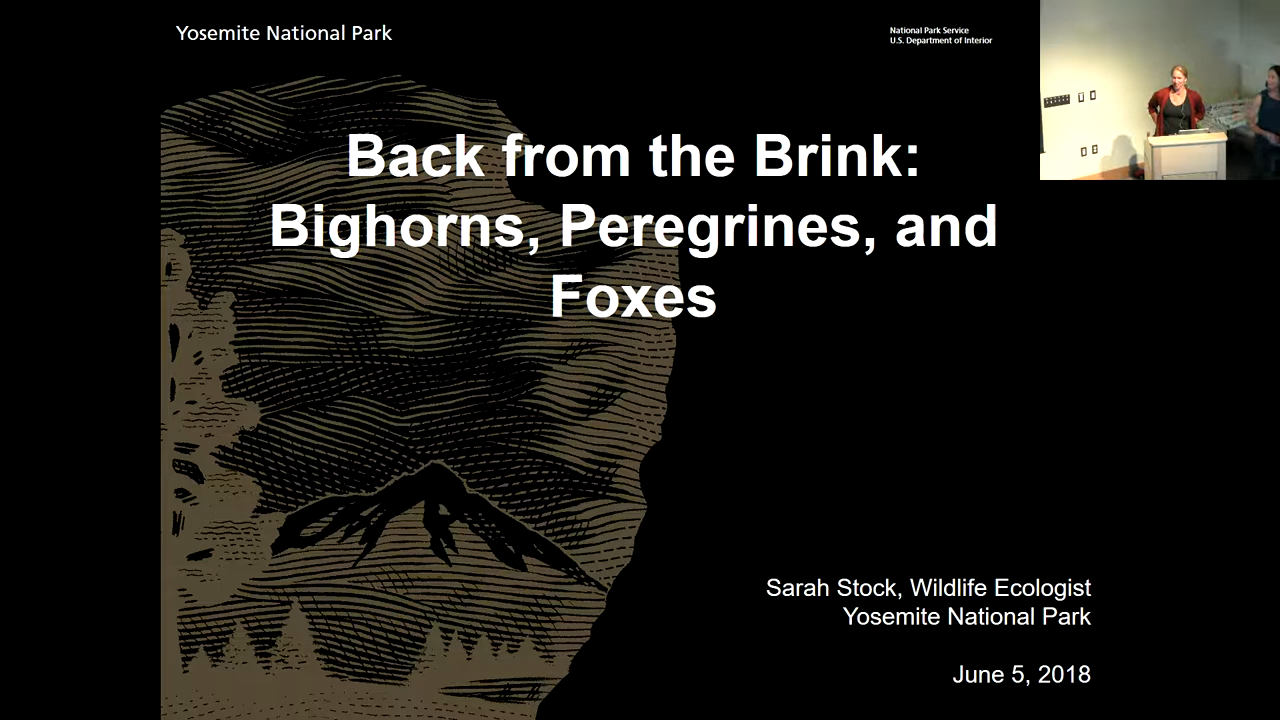 Yosemite National Park
National Park Service
U.S. Department of Interior
Back from the Brink:
Bighorns, Peregrines, and
Foxes
Sarah Stock, Wildlife Ecologist
Yosemite National Park
June 5, 2018